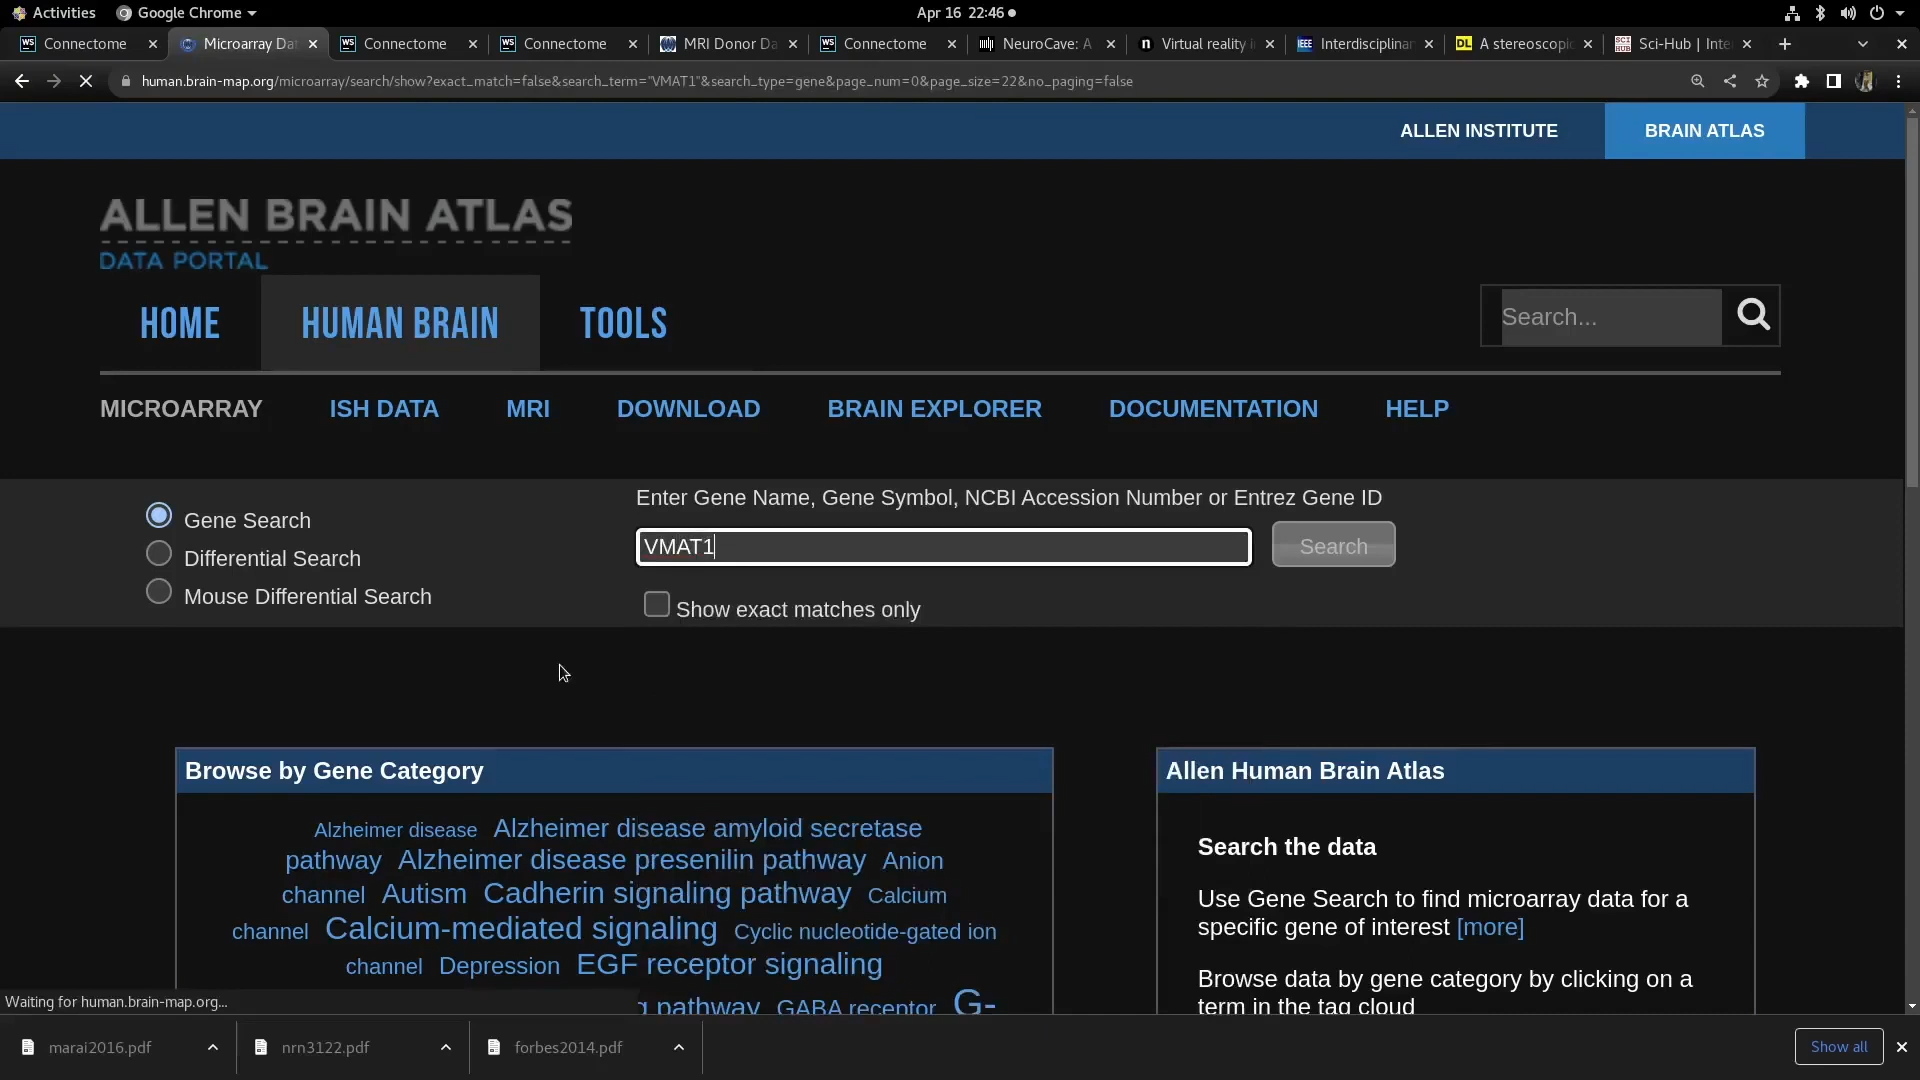 Activities Google Chrome Apr 16 22:46
Connectome Microarray Da Connectome Connectome MRI Donor Da Connectome NeuroCave: A Virtual reality i Interdisciplinar A stereoscopic Sci-Hub | Inte
human.brain-map.org/microarray/search/show?exact_match=false&search_term="VMAT1"&search_type=gene&page_num=0&page_size=22&no_paging=false
ALLEN INSTITUTE BRAIN ATLAS
ALLEN BRAIN ATLAS
DATA PORTAL
HOME HUMAN BRAIN TOOLS Search...
MICROARRAY ISH DATA MRI DOWNLOAD BRAIN EXPLORER DOCUMENTATION HELP
Enter Gene Name, Gene Symbol, NCBI Accession Number or Entrez Gene ID
Gene Search
VMAT1 Search
Differential Search
Mouse Differential Search
Show exact matches only
Browse by Gene Category
Alzheimer disease Alzheimer disease amyloid secretase
pathway Alzheimer disease presenilin pathway Anion
channel Autism Cadherin signaling pathway Calcium
channel Calcium-mediated signaling Cyclic nucleotide-gated ion
channel Depression EGF receptor signaling
g pathway GABA receptor G-
Allen Human Brain Atlas
Search the data
Use Gene Search to find microarray data for a
specific gene of interest [more]
Browse data by gene category by clicking on a
term in the tag cloud
Waiting for human.brain-map.org...
marai2016.pdf nrn3122.pdf forbes2014.pdf Show all